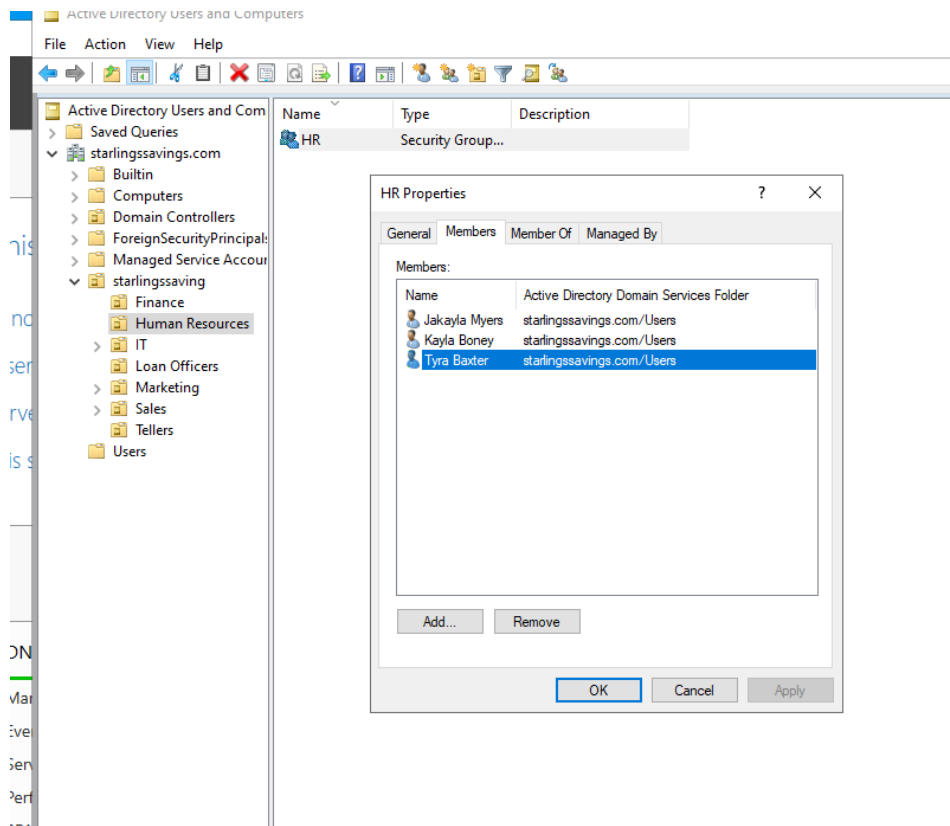 Active Directory Users and Computers
File Action View Help
Active Directory Users and Com
Saved Queries
starlingssavings.com
Builtin
Computers
Domain Controllers
ForeignSecurityPrincipals
Managed Service Accour
starlingssaving
Finance
Human Resources
IT
Loan Officers
Marketing
Sales
Tellers
Users
Name Type Description
HR Security Group...
HR Properties ?
General Members Member Of Managed By
Members:
Name Active Directory Domain Services Folder
Jakayla Myers starlingssavings.com/Users
Kayla Boney starlingssavings.com/Users
Tyra Baxter starlingssavings.com/Users
Add... Remove
OK Cancel Apply